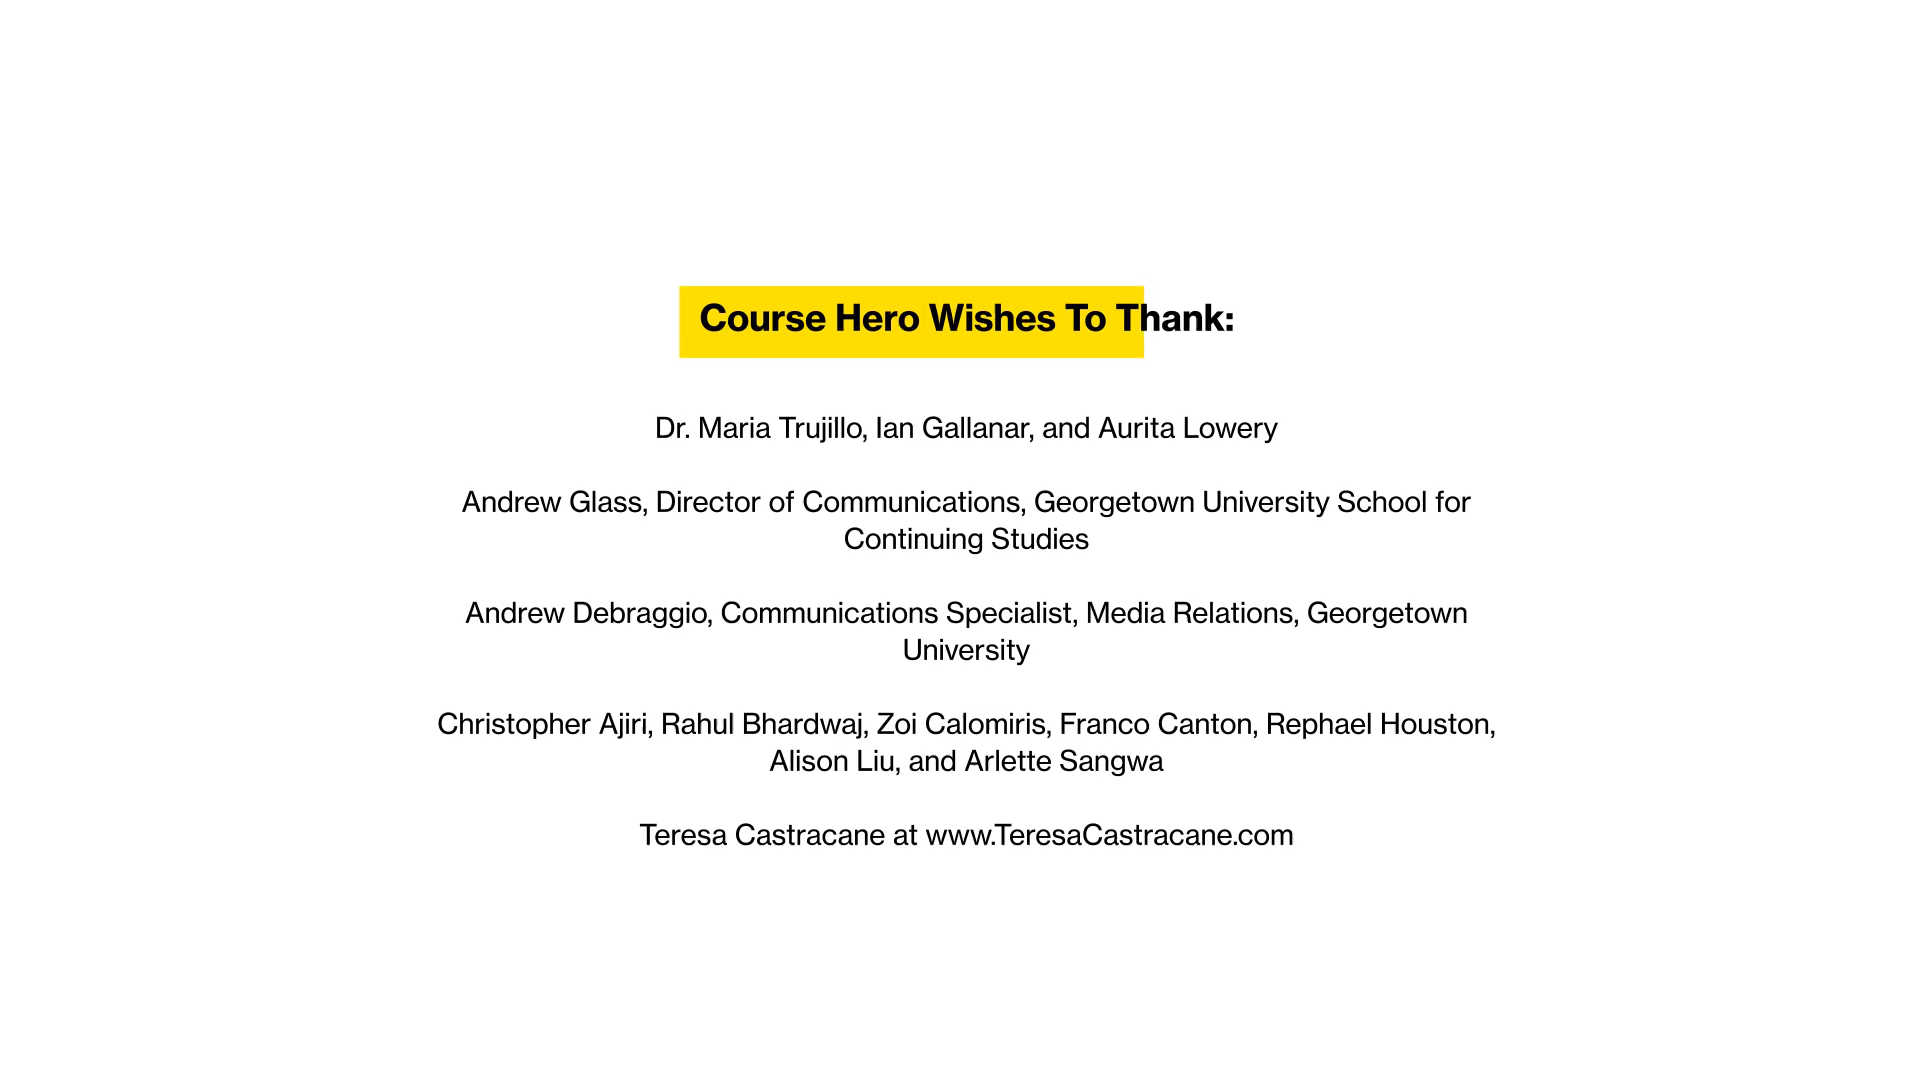 Course Hero Wishes To Thank:
Dr. Maria Trujillo, Ian Gallanar, and Aurita Lowery
Andrew Glass, Director of Communications, Georgetown University School for
Continuing Studies
Andrew Debraggio, Communications Specialist, Media Relations, Georgetown
University
Christopher Ajiri, Rahul Bhardwaj, Zoi Calomiris, Franco Canton, Rephael Houston,
Alison Liu, and Arlette Sangwa
Teresa Castracane at www.TeresaCastracane.com